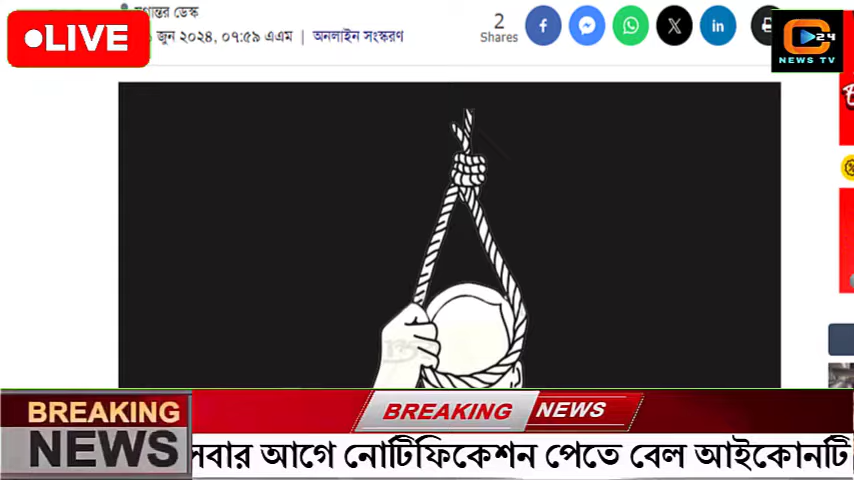 ডেস্ক
জুন ২০২৪, ০৭:৫৯ এএম | অনলাইন সংস্করণ
2
Shares
LIVE
C 24
NEWS TV
BREAKING
NEWS
BREAKING NEWS
সবার আগে নোটিফিকেশন পেতে বেল আইকোনটি